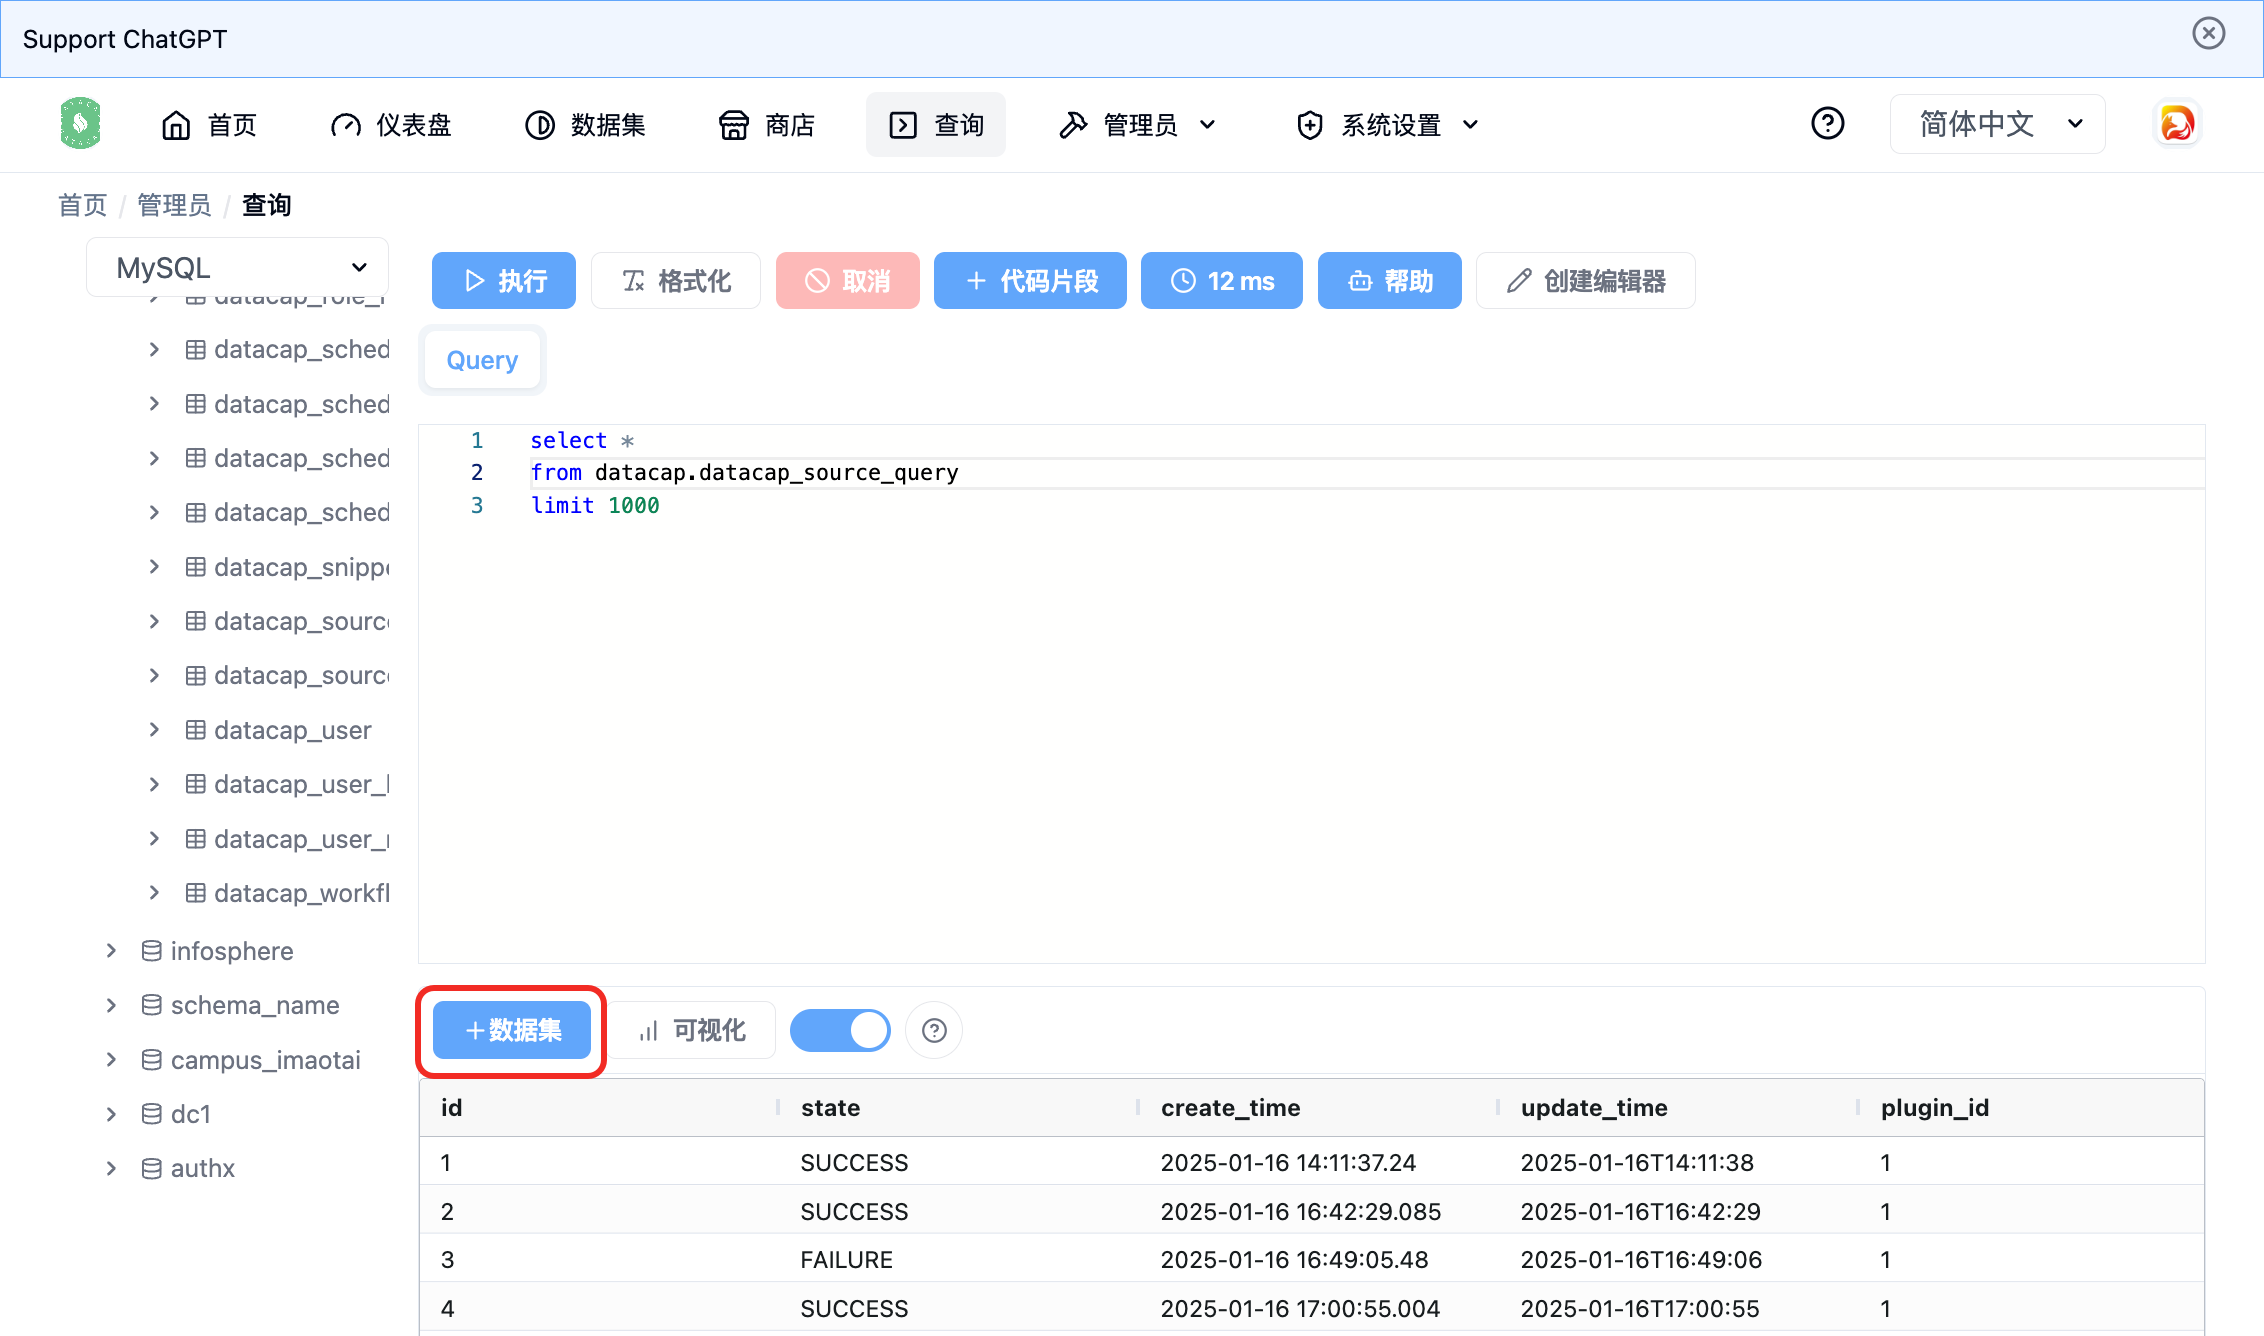 Support ChatGPT
首页 仪表盘 数据集 商店 查询 管理员 系统设置 简体中文
首页 / 管理员 / 查询
MySQL
执行 格式化 取消 + 代码片段 12 ms 帮助 创建编辑器
datacap_role_
datacap_sched
datacap_sched
datacap_sched
datacap_sched
datacap_snipp
datacap_sourc
datacap_sourc
datacap_user
datacap_user_
datacap_user_
datacap_workfl
infosphere
schema_name
campus_imaotai
dc1
authx
Query
1 select *
2 from datacap.datacap_source_query
3 limit 1000
+数据集 可视化
id state create_time update_time plugin_id
1 SUCCESS 2025-01-16 14:11:37.24 2025-01-16T14:11:38 1
2 SUCCESS 2025-01-16 16:42:29.085 2025-01-16T16:42:29 1
3 FAILURE 2025-01-16 16:49:05.48 2025-01-16T16:49:06 1
4 SUCCESS 2025-01-16 17:00:55.004 2025-01-16T17:00:55 1